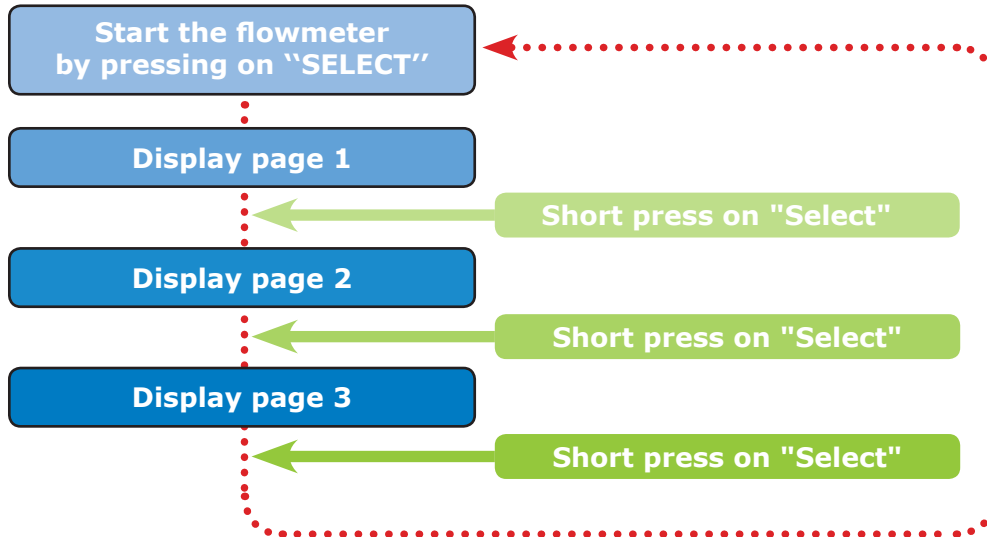 Start the flowmeter
by pressing on ‘‘SELECT’’
Display page 1
Short press on "Select"
Display page 2
Short press on "Select"
Display page 3
Short press on "Select"